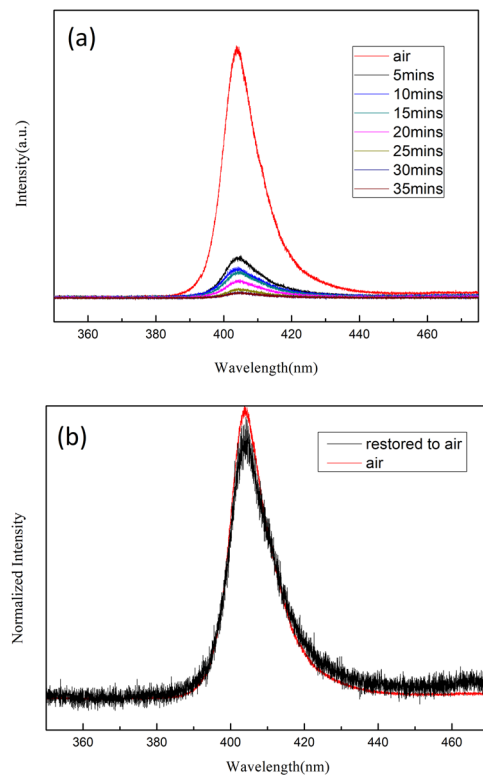 (a)
air
5mins
10mins
15mins
20mins
25mins
30mins
35mins
Intensity(a.u.)
360 380 400 420 440 460
Wavelength(nm)
(b)
restored to air
air
Normalized Intensity
360 380 400 420 440 460
Wavelength(nm)